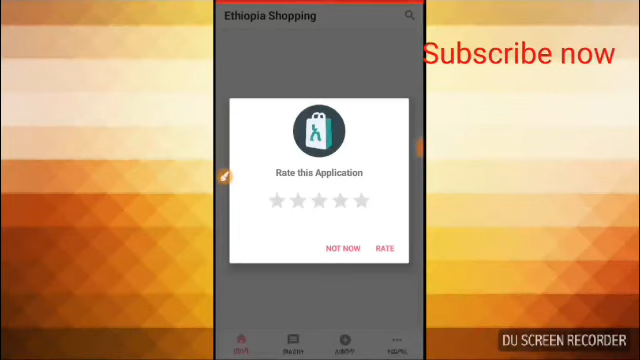 Ethiopia Shopping
Subscribe now
Rate this Application
NOT NOW RATE
DU SCREEN RECORDER